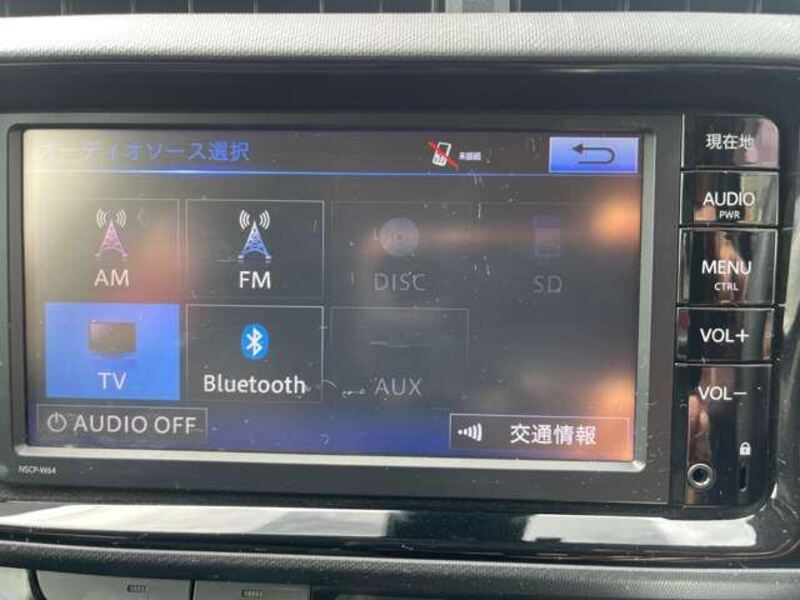 オーディオソース選択
未接続
AM
FM
DISC
SD
TV
Bluetooth
AUX
AUDIO OFF
交通情報
NSCP-W64
現在地
AUDIO
PWR
MENU
CTRL
VOL+
VOL-